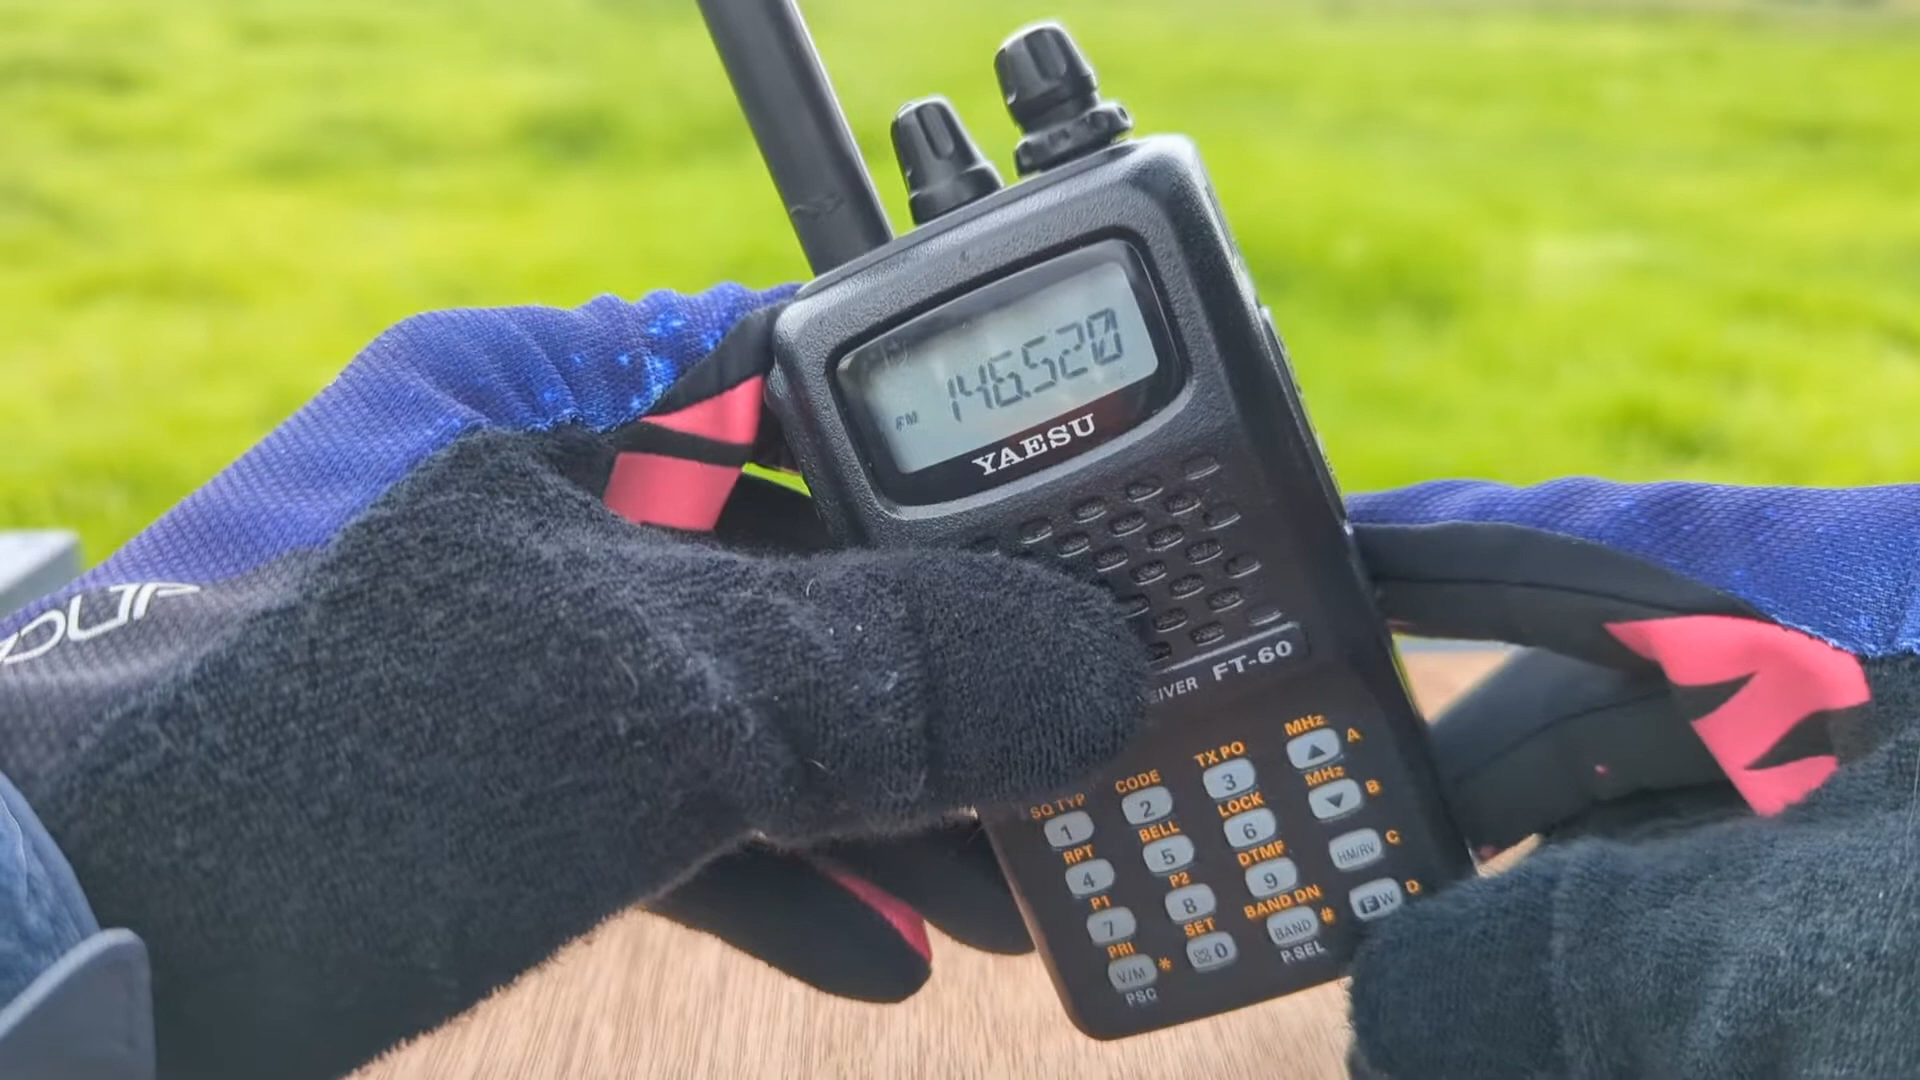 146.520
FM
YAESU
FT-60
EIVER
MHz
A
TX PO
CODE
3
MHz
B
SQ TYP
2
LOCK
1
BELL
6
C
RPT
5
DTMF
HM/RV
4
P2
9
D
P1
8
BAND DN
F W
7
SET
BAND
#
PRI
0
P.SEL
V/M
*
PSC